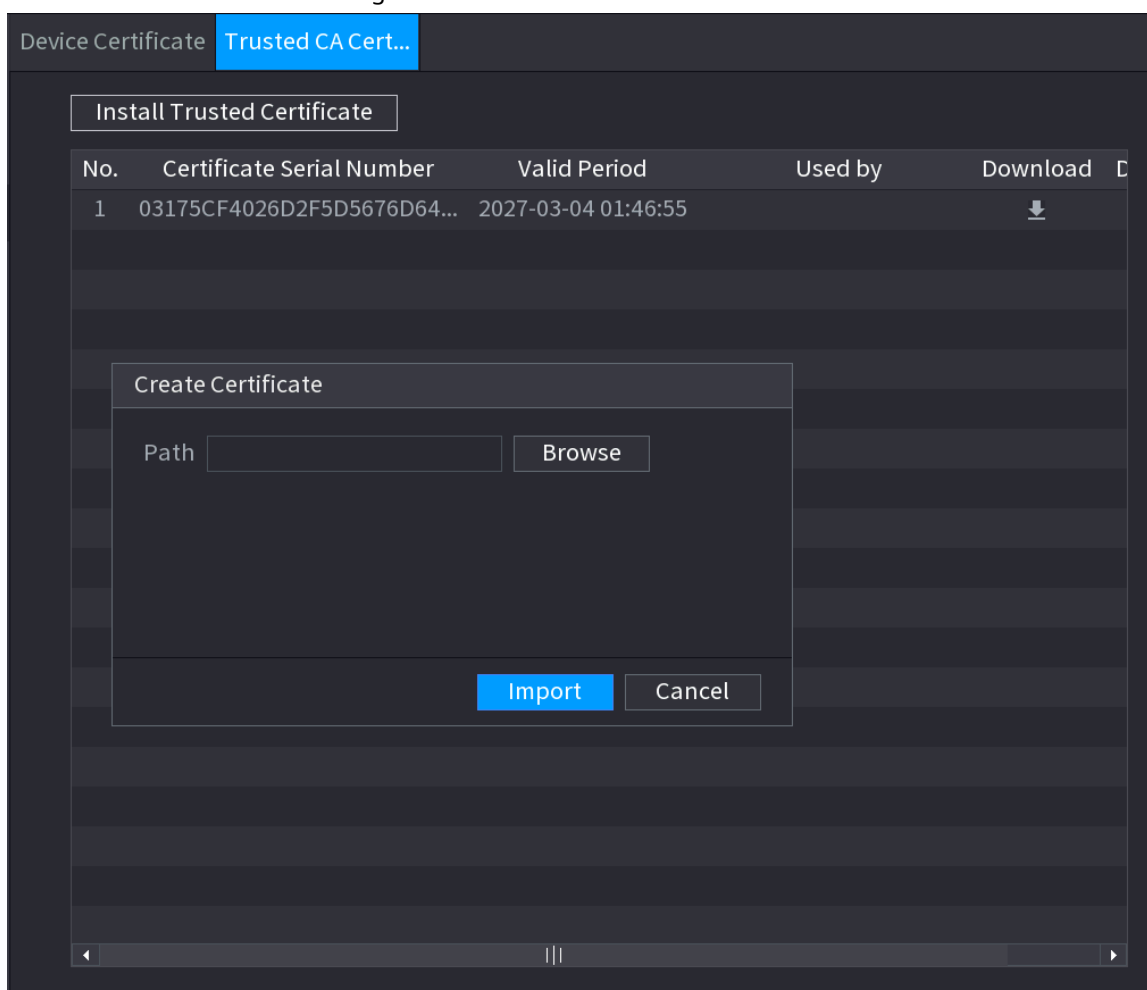 Device Certificate Trusted CA Cert...
Install Trusted Certificate
No. Certificate Serial Number Valid Period Used by Download
1 03175CF4026D2F5D5676D64... 2027-03-04 01:46:55
Create Certificate
Path Browse
Import Cancel